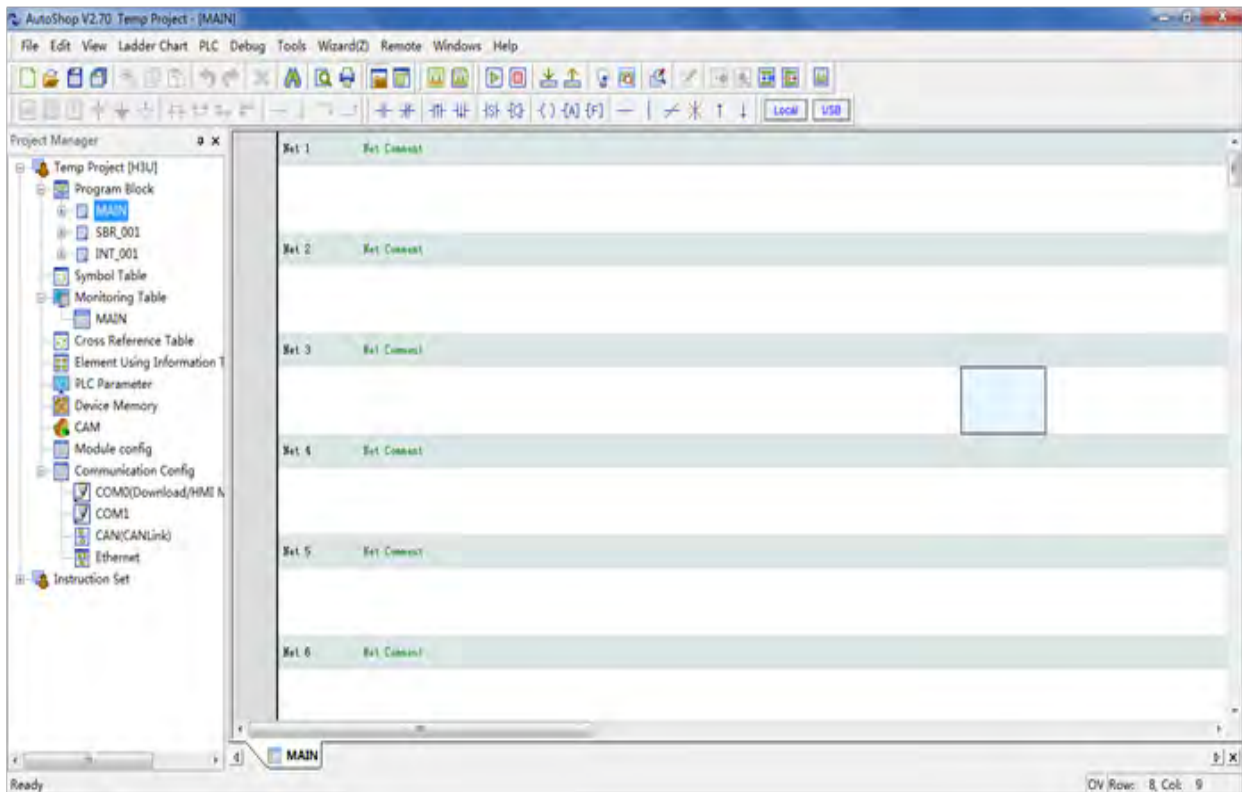 AutoShop V2.70 Temp Project - [MAIN]
File Edit View Ladder Chart PLC Debug Tools Wizard(Z) Remote Windows Help
Local USB
Project Manager
Temp Project [H3U]
Program Block
MAIN
SBR_001
INT_001
Symbol Table
Monitoring Table
MAIN
Cross Reference Table
Element Using Information T
PLC Parameter
Device Memory
CAM
Module config
Communication Config
COM0(Download/HMI
COM1
CAN(CANLink)
Ethernet
Instruction Set
Net 1 Net Comment
Net 2 Net Comment
Net 3 Net Comment
Net 4 Net Comment
Net 5 Net Comment
Net 6 Net Comment
MAIN
Ready
OV Row: 8, Col: 9